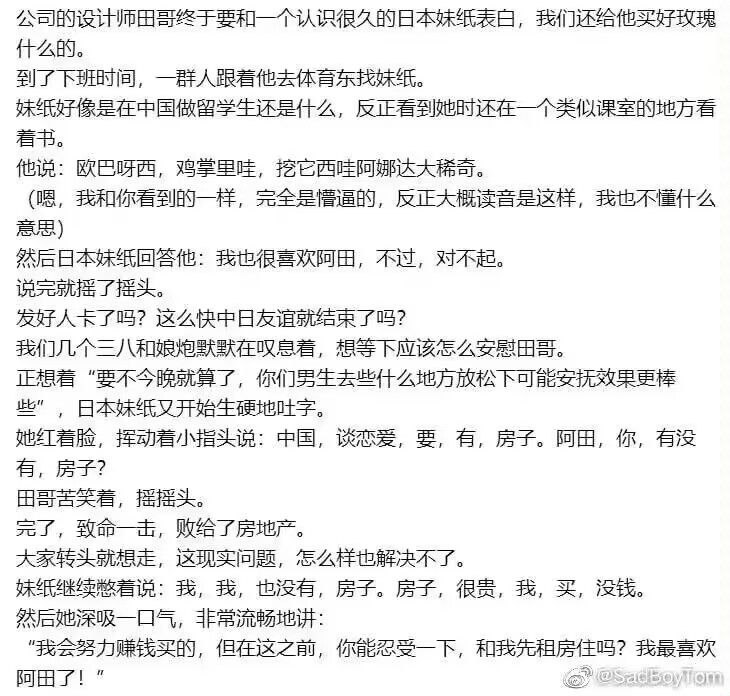 公司的设计师田哥终于要和一个认识很久的日本妹纸表白，我们还给他买好玫瑰
什么的。
到了下班时间，一群人跟着他去体育东找妹纸。
妹纸好像是在中国做留学生还是什么，反正看到她时还在一个类似课室的地方看
着书。
他说：欧巴呀西，鸡掌里哇，挖它西哇阿娜达大稀奇。
（嗯，我和你看到的一样，完全是懵逼的，反正大概读音是这样，我也不懂什么
意思）
然后日本妹纸回答他：我也很喜欢阿田，不过，对不起。
说完就摇了摇头。
发好人卡了吗？这么快中日友谊就结束了吗？
我们几个三八和娘炮默默在叹息着，想等下应该怎么安慰田哥。
正想着“要不今晚就算了，你们男生去些什么地方放松下可能安抚效果更棒
些”，日本妹纸又开始生硬地吐字。
她红着脸，挥动着小指头说：中国，谈恋爱，要，有，房子。阿田，你，有没
有，房子？
田哥苦笑着，摇摇头。
完了，致命一击，败给了房地产。
大家转头就想走，这现实问题，怎么样也解决不了。
妹纸继续憋着说：我，我，也没有，房子。房子，很贵，我，买，没钱。
然后她深吸一口气，非常流畅地讲：
“我会努力赚钱买的，但在这之前，你能忍受一下，和我先租房住吗？我最喜欢
阿田了！”
@SadBoyTom